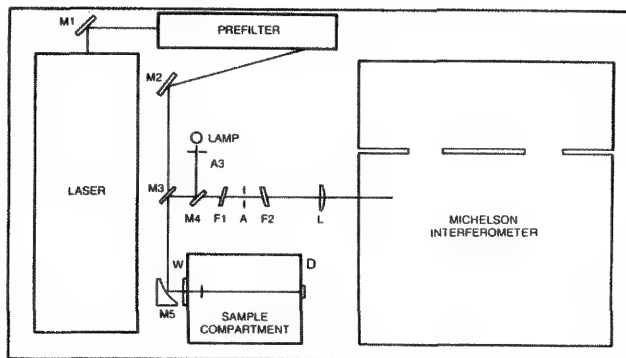 M1
PREFILTER
M2
LAMP
A3
LASER
M3
M4
F1
A
F2
L
MICHELSON
INTERFEROMETER
W
D
M5
SAMPLE
COMPARTMENT